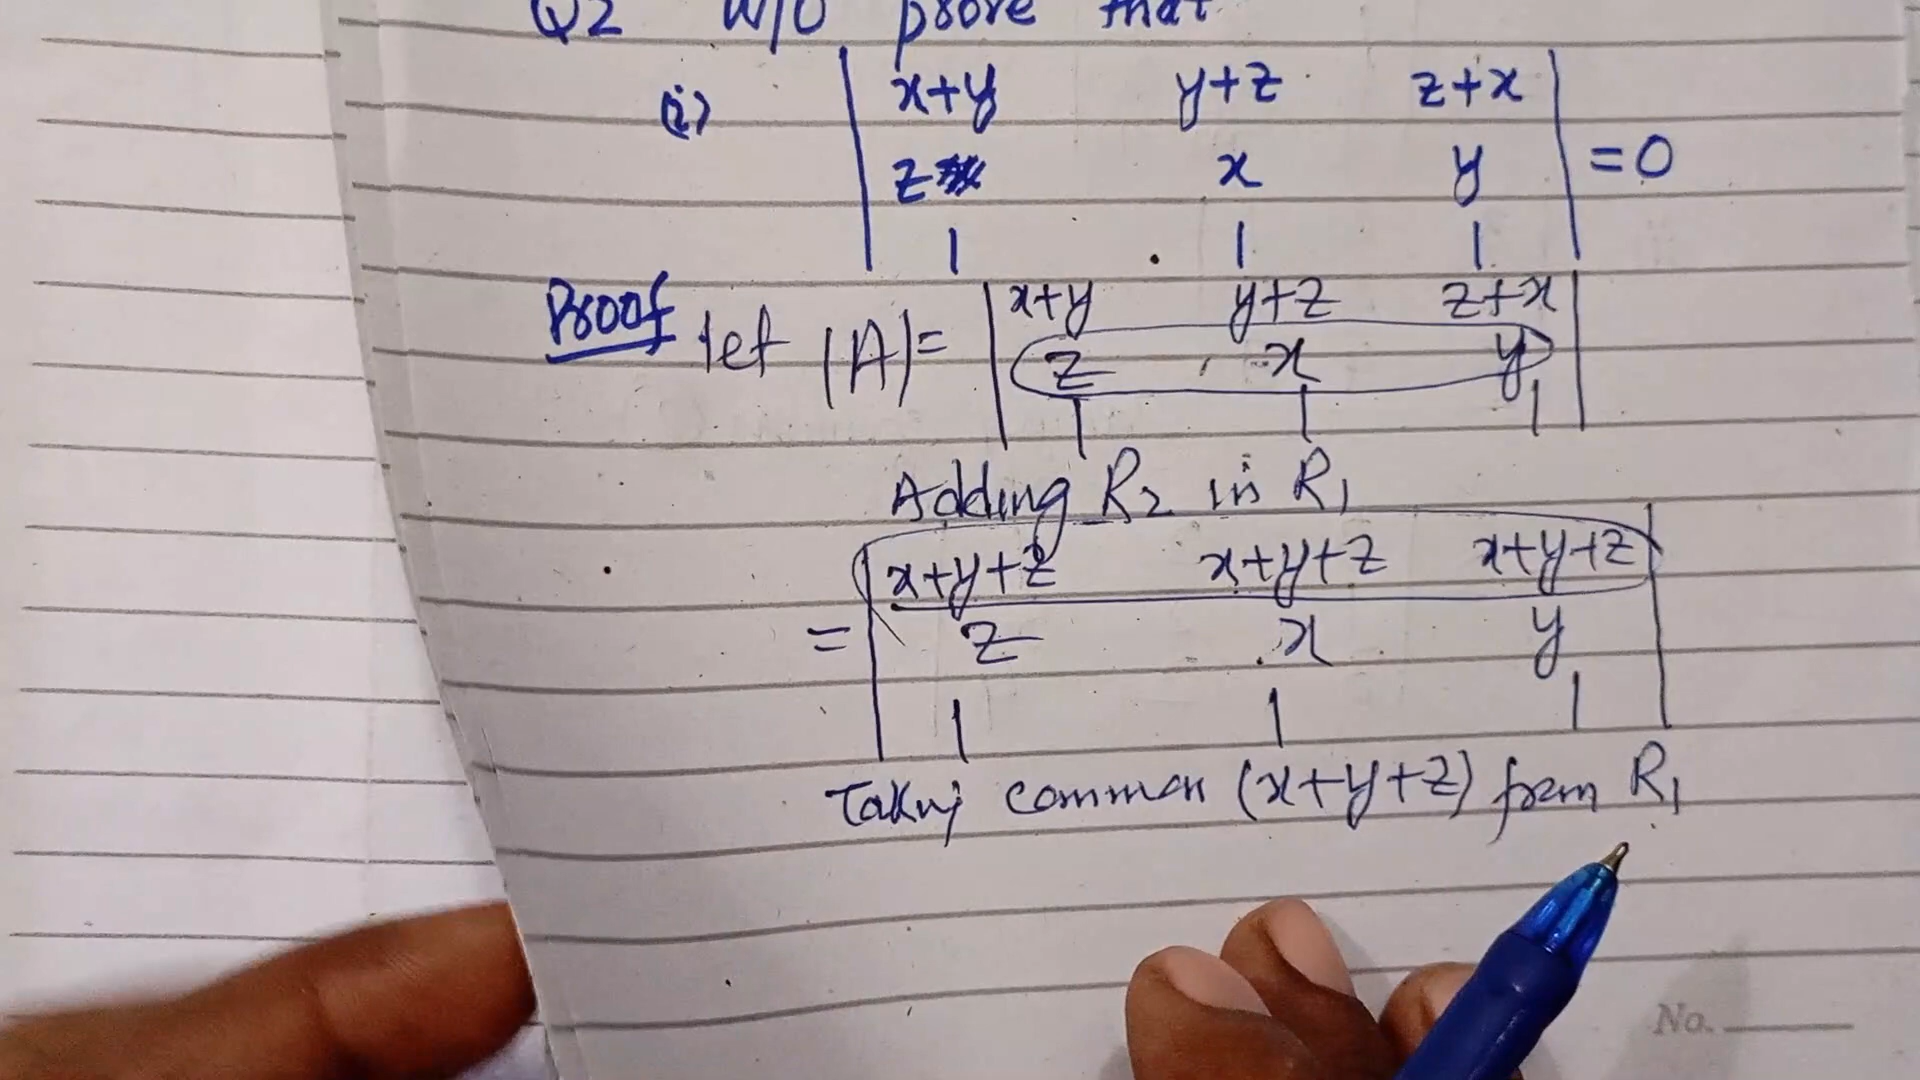 Q2 W/O prove that
(i) | x+y y+z z+x |
| z x y | = 0
| 1 1 1 |
Proof let |A| = | x+y y+z z+x |
| z x y |
| 1 1 1 |
Adding R2 in R1
| x+y+z x+y+z x+y+z |
= | z x y |
| 1 1 1 |
Taking common (x+y+z) from R1
No.